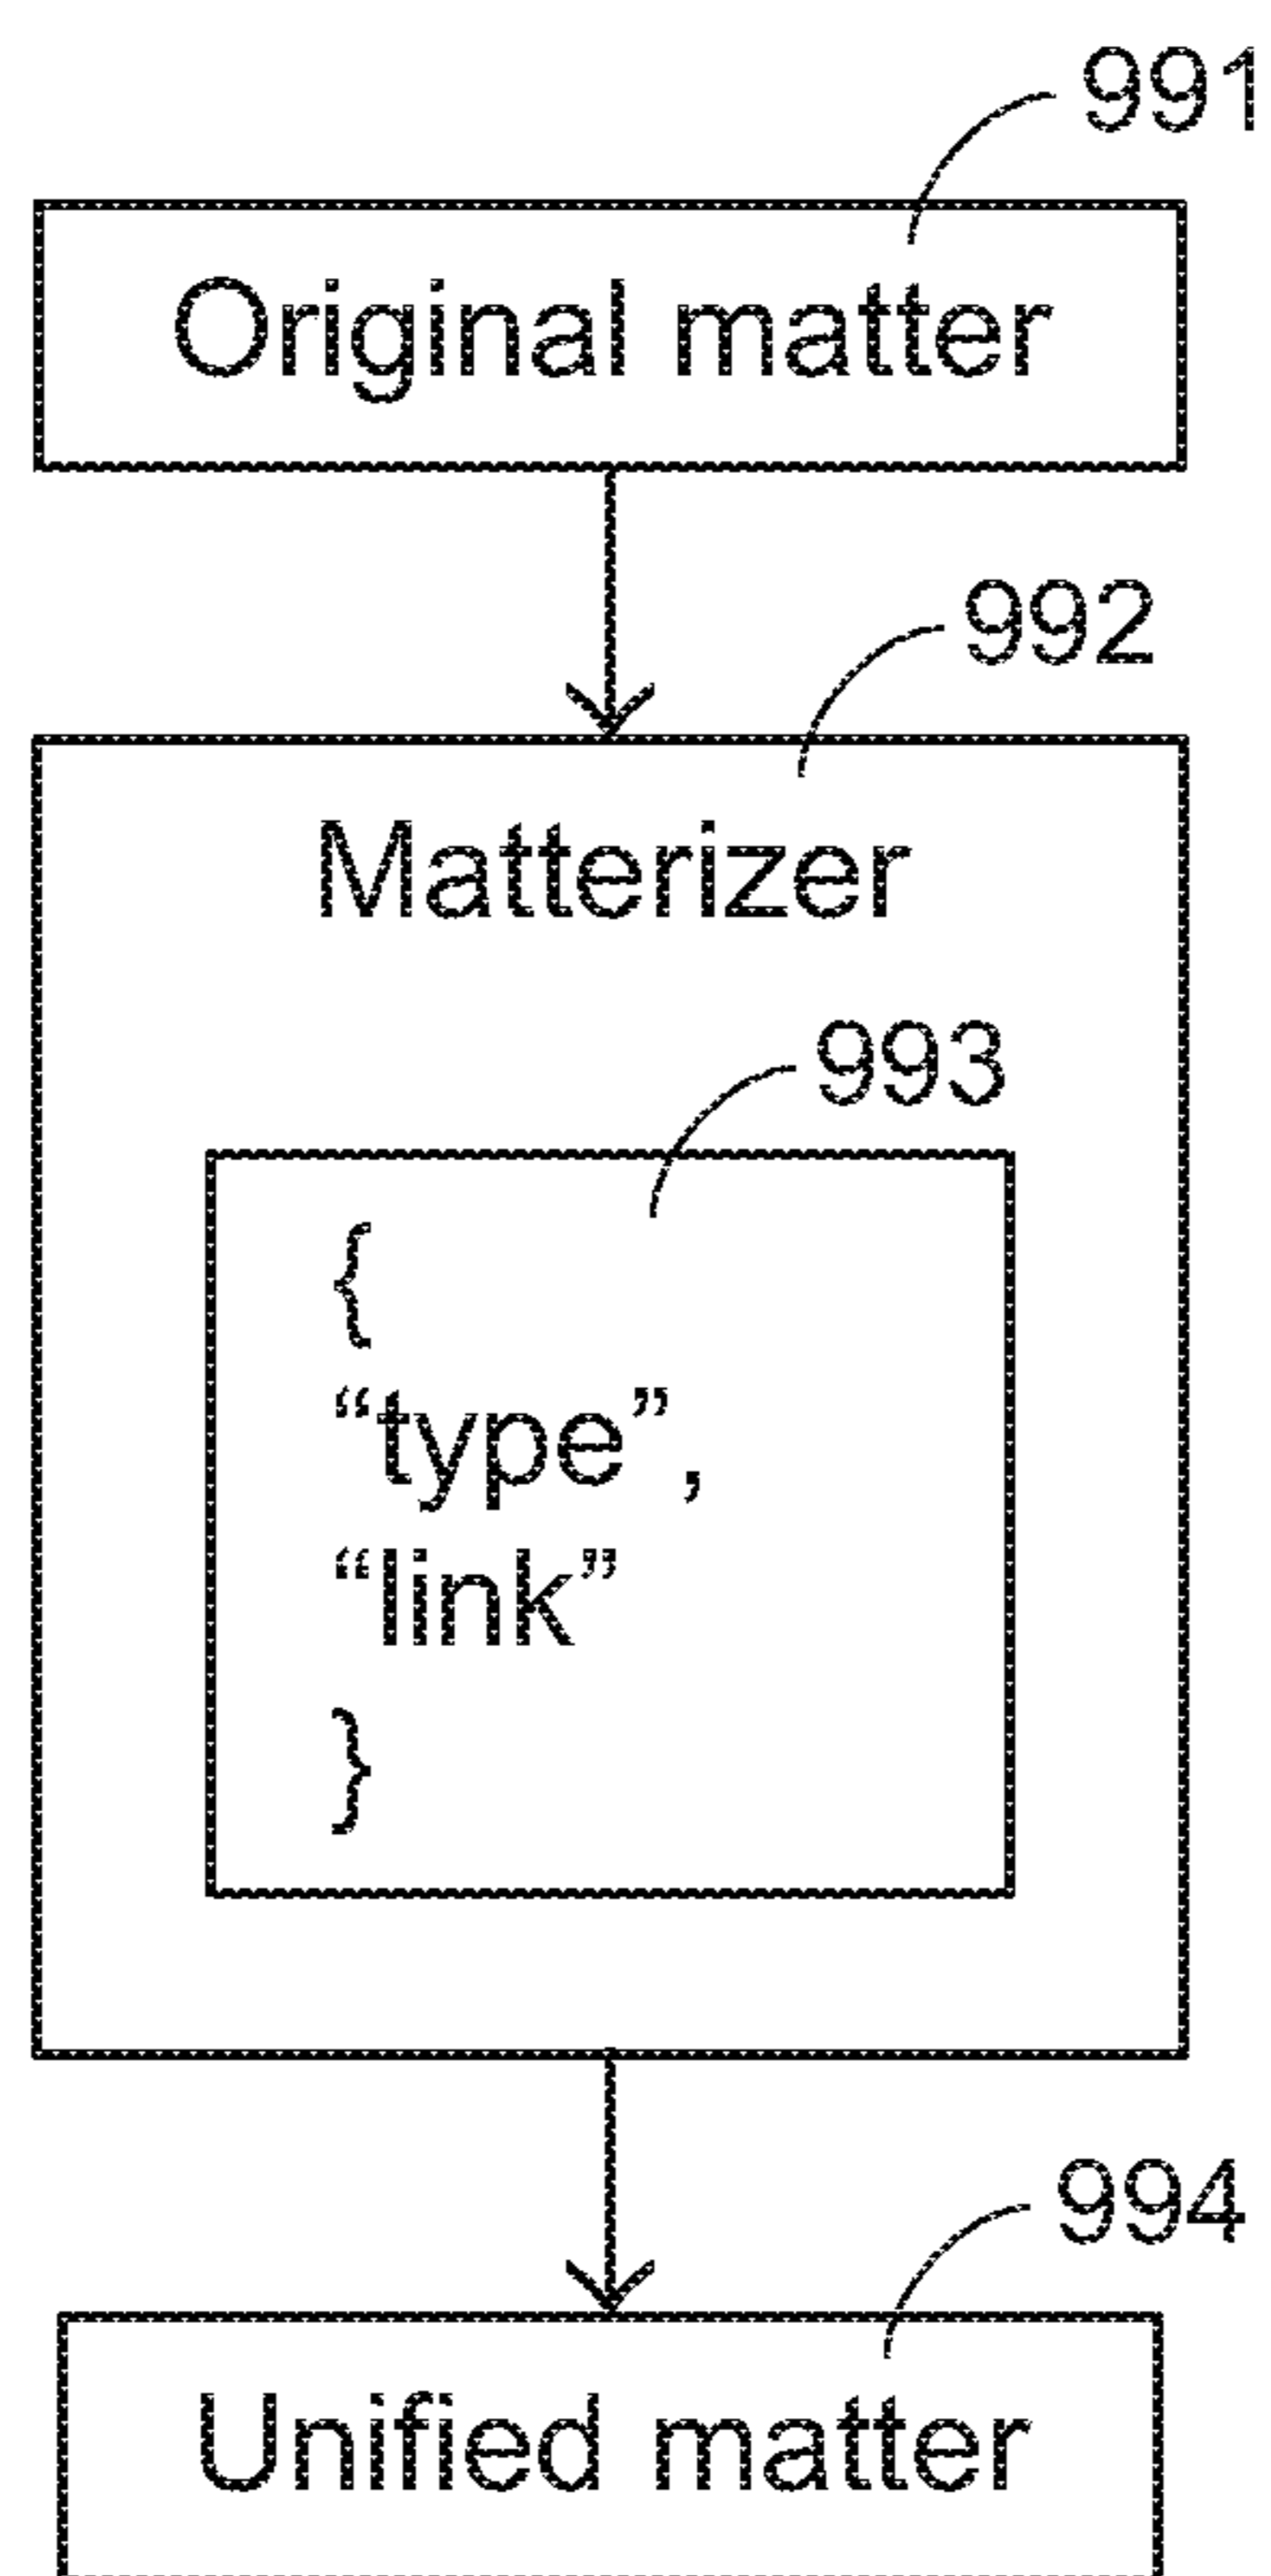 991
Original matter
992
Matterizer
993
{
“type”,
“link”
}
994
Unified matter